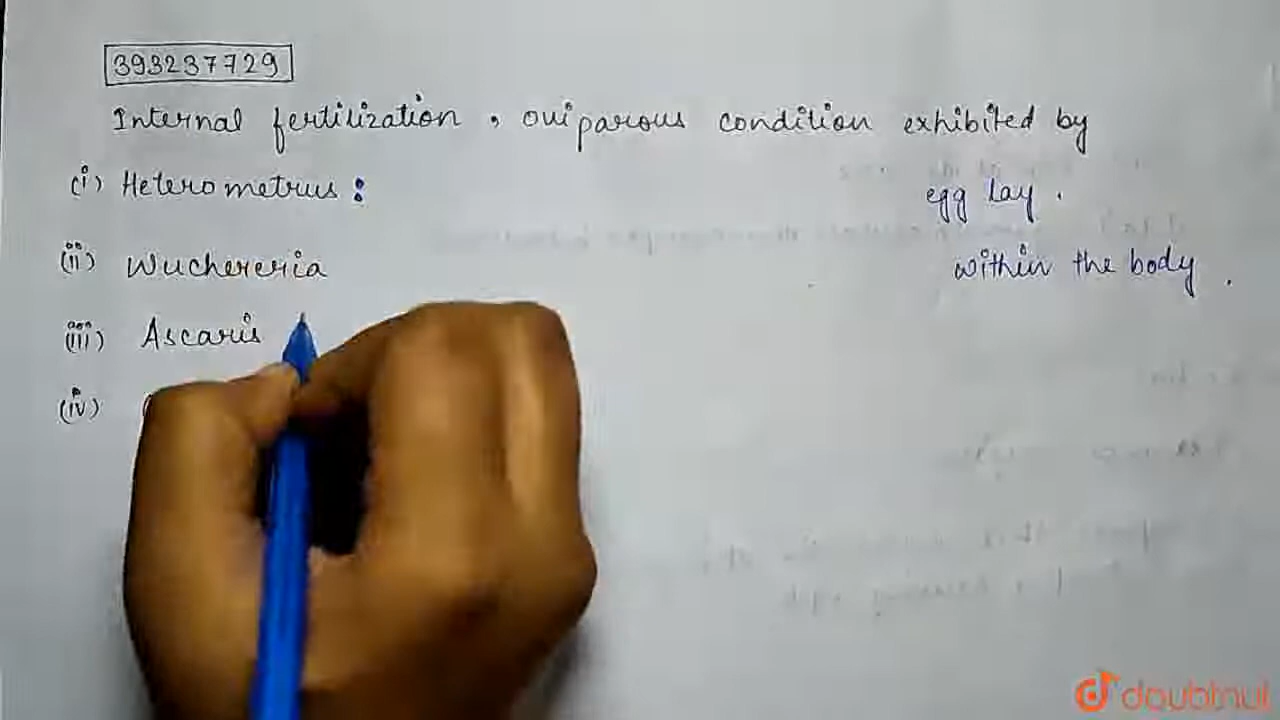 393237729
Internal fertilization, oviparous condition exhibited by
(i) Heterometrus :
egg lay .
(ii) Wuchereria
within the body .
(iii) Ascaris
(iv)
doubtnut